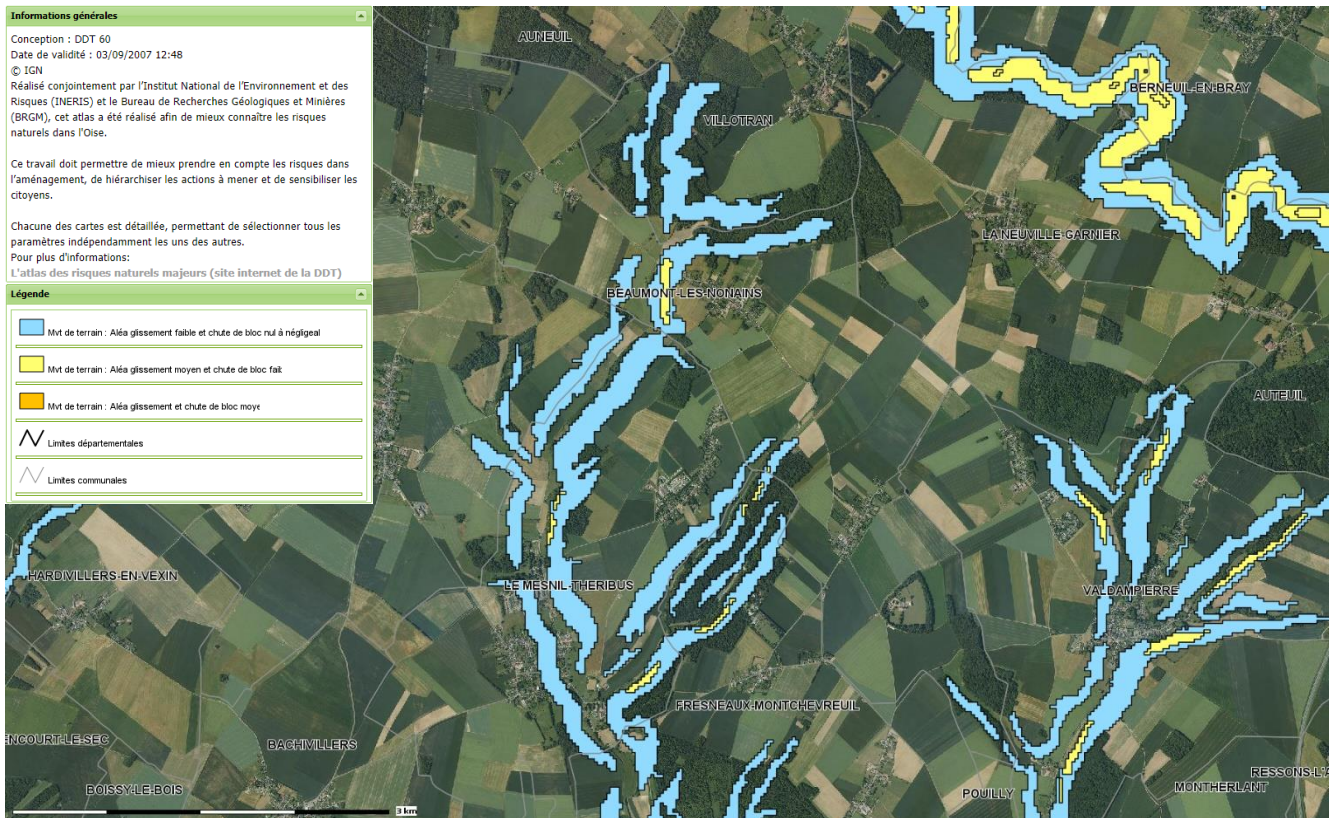 Informations générales
Conception : DDT 60
Date de validité : 03/09/2007 12:48
© IGN
Réalisé conjointement par l'Institut National de l'Environnement et des
Risques (INERIS) et le Bureau de Recherches Géologiques et Minières
(BRGM), cet atlas a été réalisé afin de mieux connaître les risques
naturels dans l'Oise.
Ce travail doit permettre de mieux prendre en compte les risques dans
l'aménagement, de hiérarchiser les actions à mener et de sensibiliser les
citoyens.
Chacune des cartes est détaillée, permettant de sélectionner tous les
paramètres indépendamment les uns des autres.
Pour plus d'informations:
L'atlas des risques naturels majeurs (site internet de la DDT)
Légende
Mvt de terrain : Aléa glissement faible et chute de bloc nul à négligeal
Mvt de terrain : Aléa glissement moyen et chute de bloc faib
Mvt de terrain : Aléa glissement et chute de bloc moye
Limites départementales
Limites communales
AUNEUIL
BERNEUIL-EN-BRAY
VILLOTRAN
LA NEUVILLE-GARNIER
BEAUMONT-LES-NONAINS
AUTEUIL
HARDIVILLERS-EN-VEXIN
LE MESNIL-THERIBUS
VALDAMPIERRE
FRESNEAUX-MONTCHEVREUIL
ENCOURT-LE-SEC
BACHIVILLERS
RESSONS-L'A
BOISSY-LE-BOIS
POUILLY
MONTHERLANT
3 km